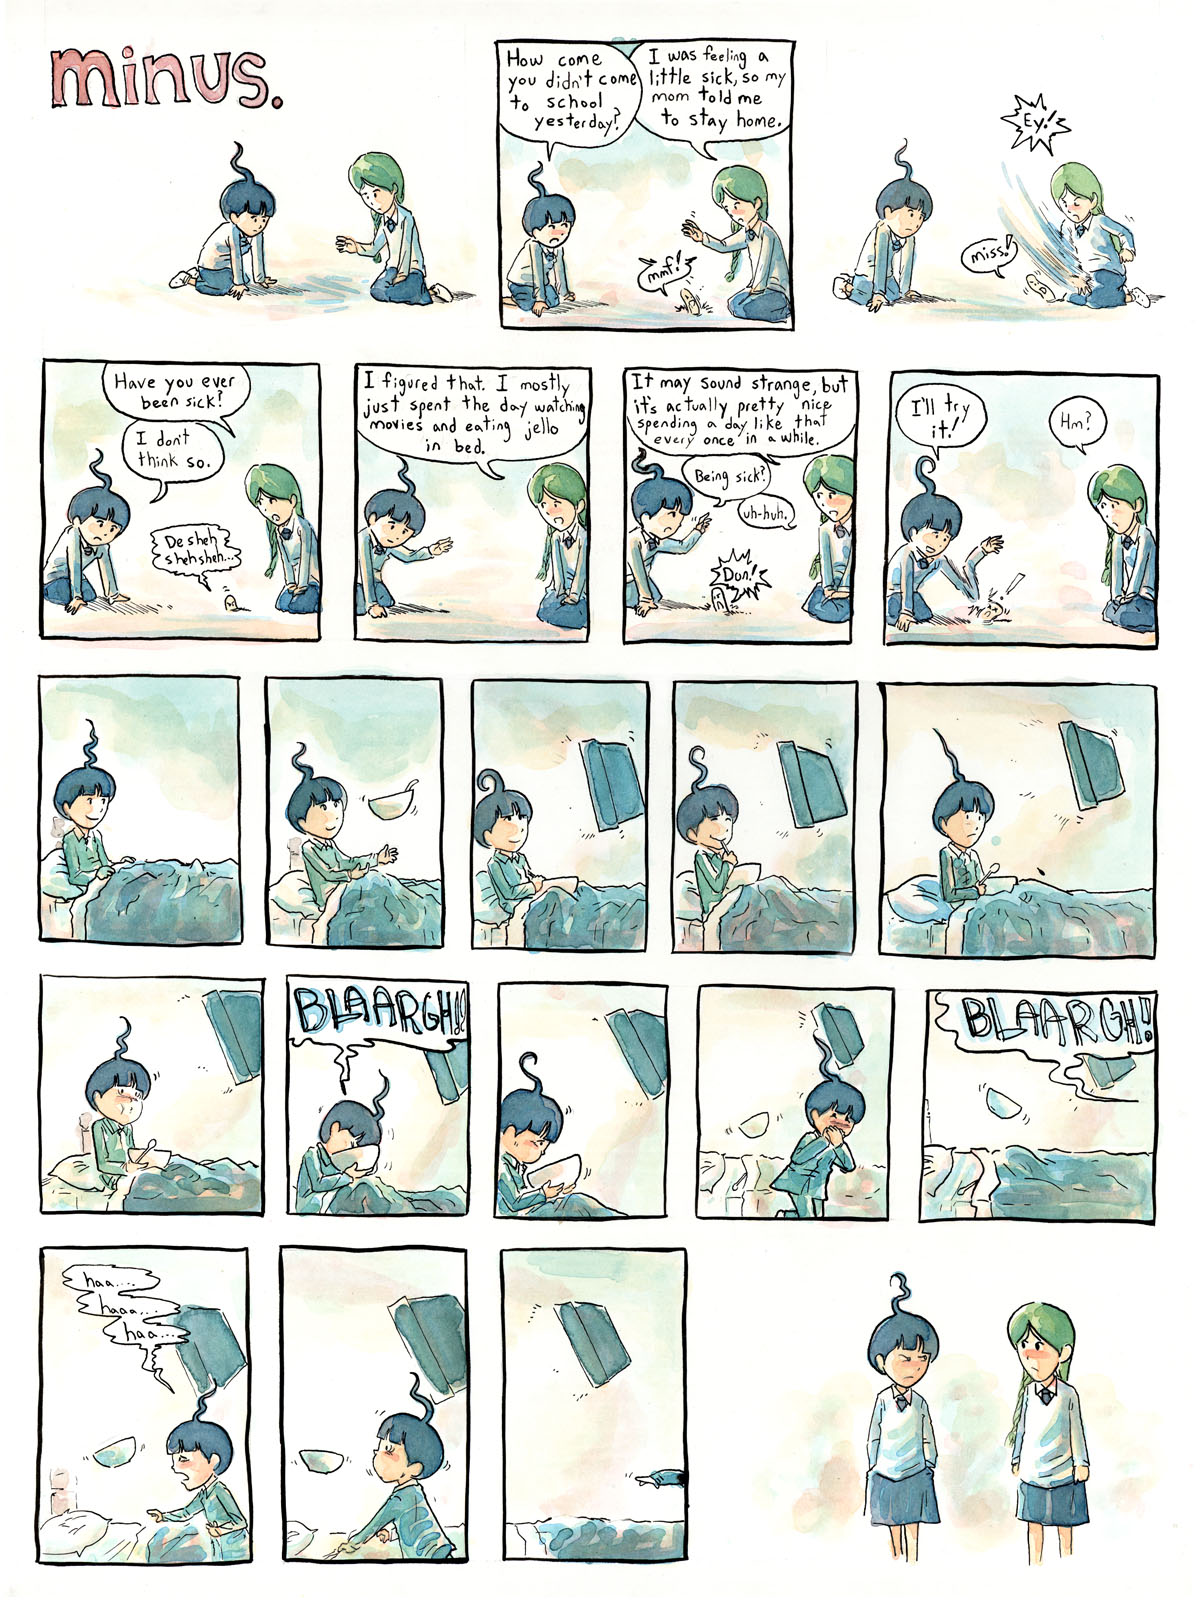 minus.
How come
you didn't come
to school
yesterday?
I was feeling a
little sick, so my
mom told me
to stay home.
mmf!
Ey!
miss!
Have you ever
been sick?
I don't
think so.
De sheh
shehsheh...
I figured that. I mostly
just spent the day watching
movies and eating jello
in bed.
It may sound strange, but
it's actually pretty nice
spending a day like that
every once in a while.
Being sick?
uh-huh.
Don!
I'll try
it!
Hm?
!
BLAARGH!!
BLAARGH!!
haa....
haaa....
haa...